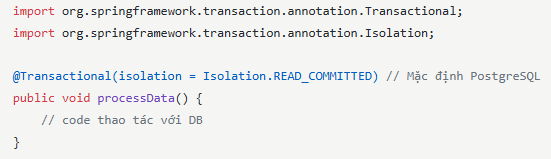 import org.springframework.transaction.annotation.Transactional;
import org.springframework.transaction.annotation.Isolation;
@Transactional(isolation = Isolation.READ_COMMITTED) // Mặc định PostgreSQL
public void processData() {
// code thao tác với DB
}